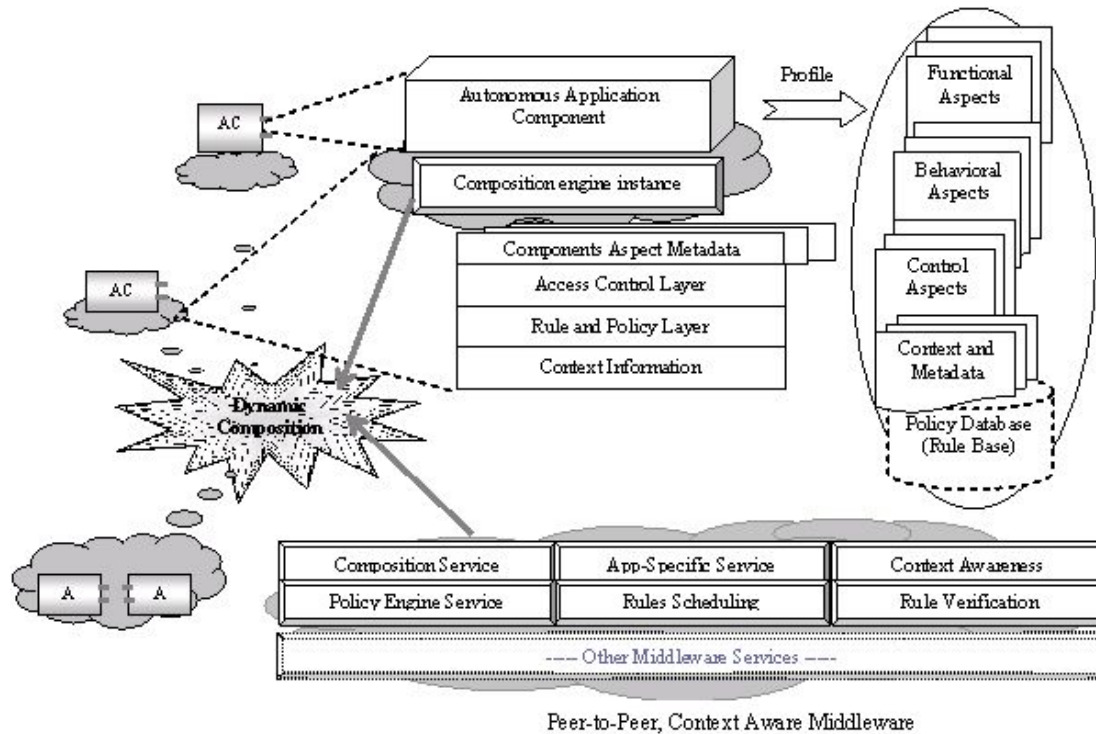 Profile
Functional
Aspects
Autonomous Application
Component
AC
Behavioral
Aspects
Composition engine instance
Components Aspect Metadata
Control
Aspects
Access Control Layer
AC
Rule and Policy Layer
Context and
Metadata
Context Information
Dynamic
Composition
Policy Database
(Rule Base)
Composition Service
App-Specific Service
Context Awareness
A
A
Policy Engine Service
Rules Scheduling
Rule Verification
----- Other Middleware Services -----
Peer-to-Peer, Context Aware Middleware